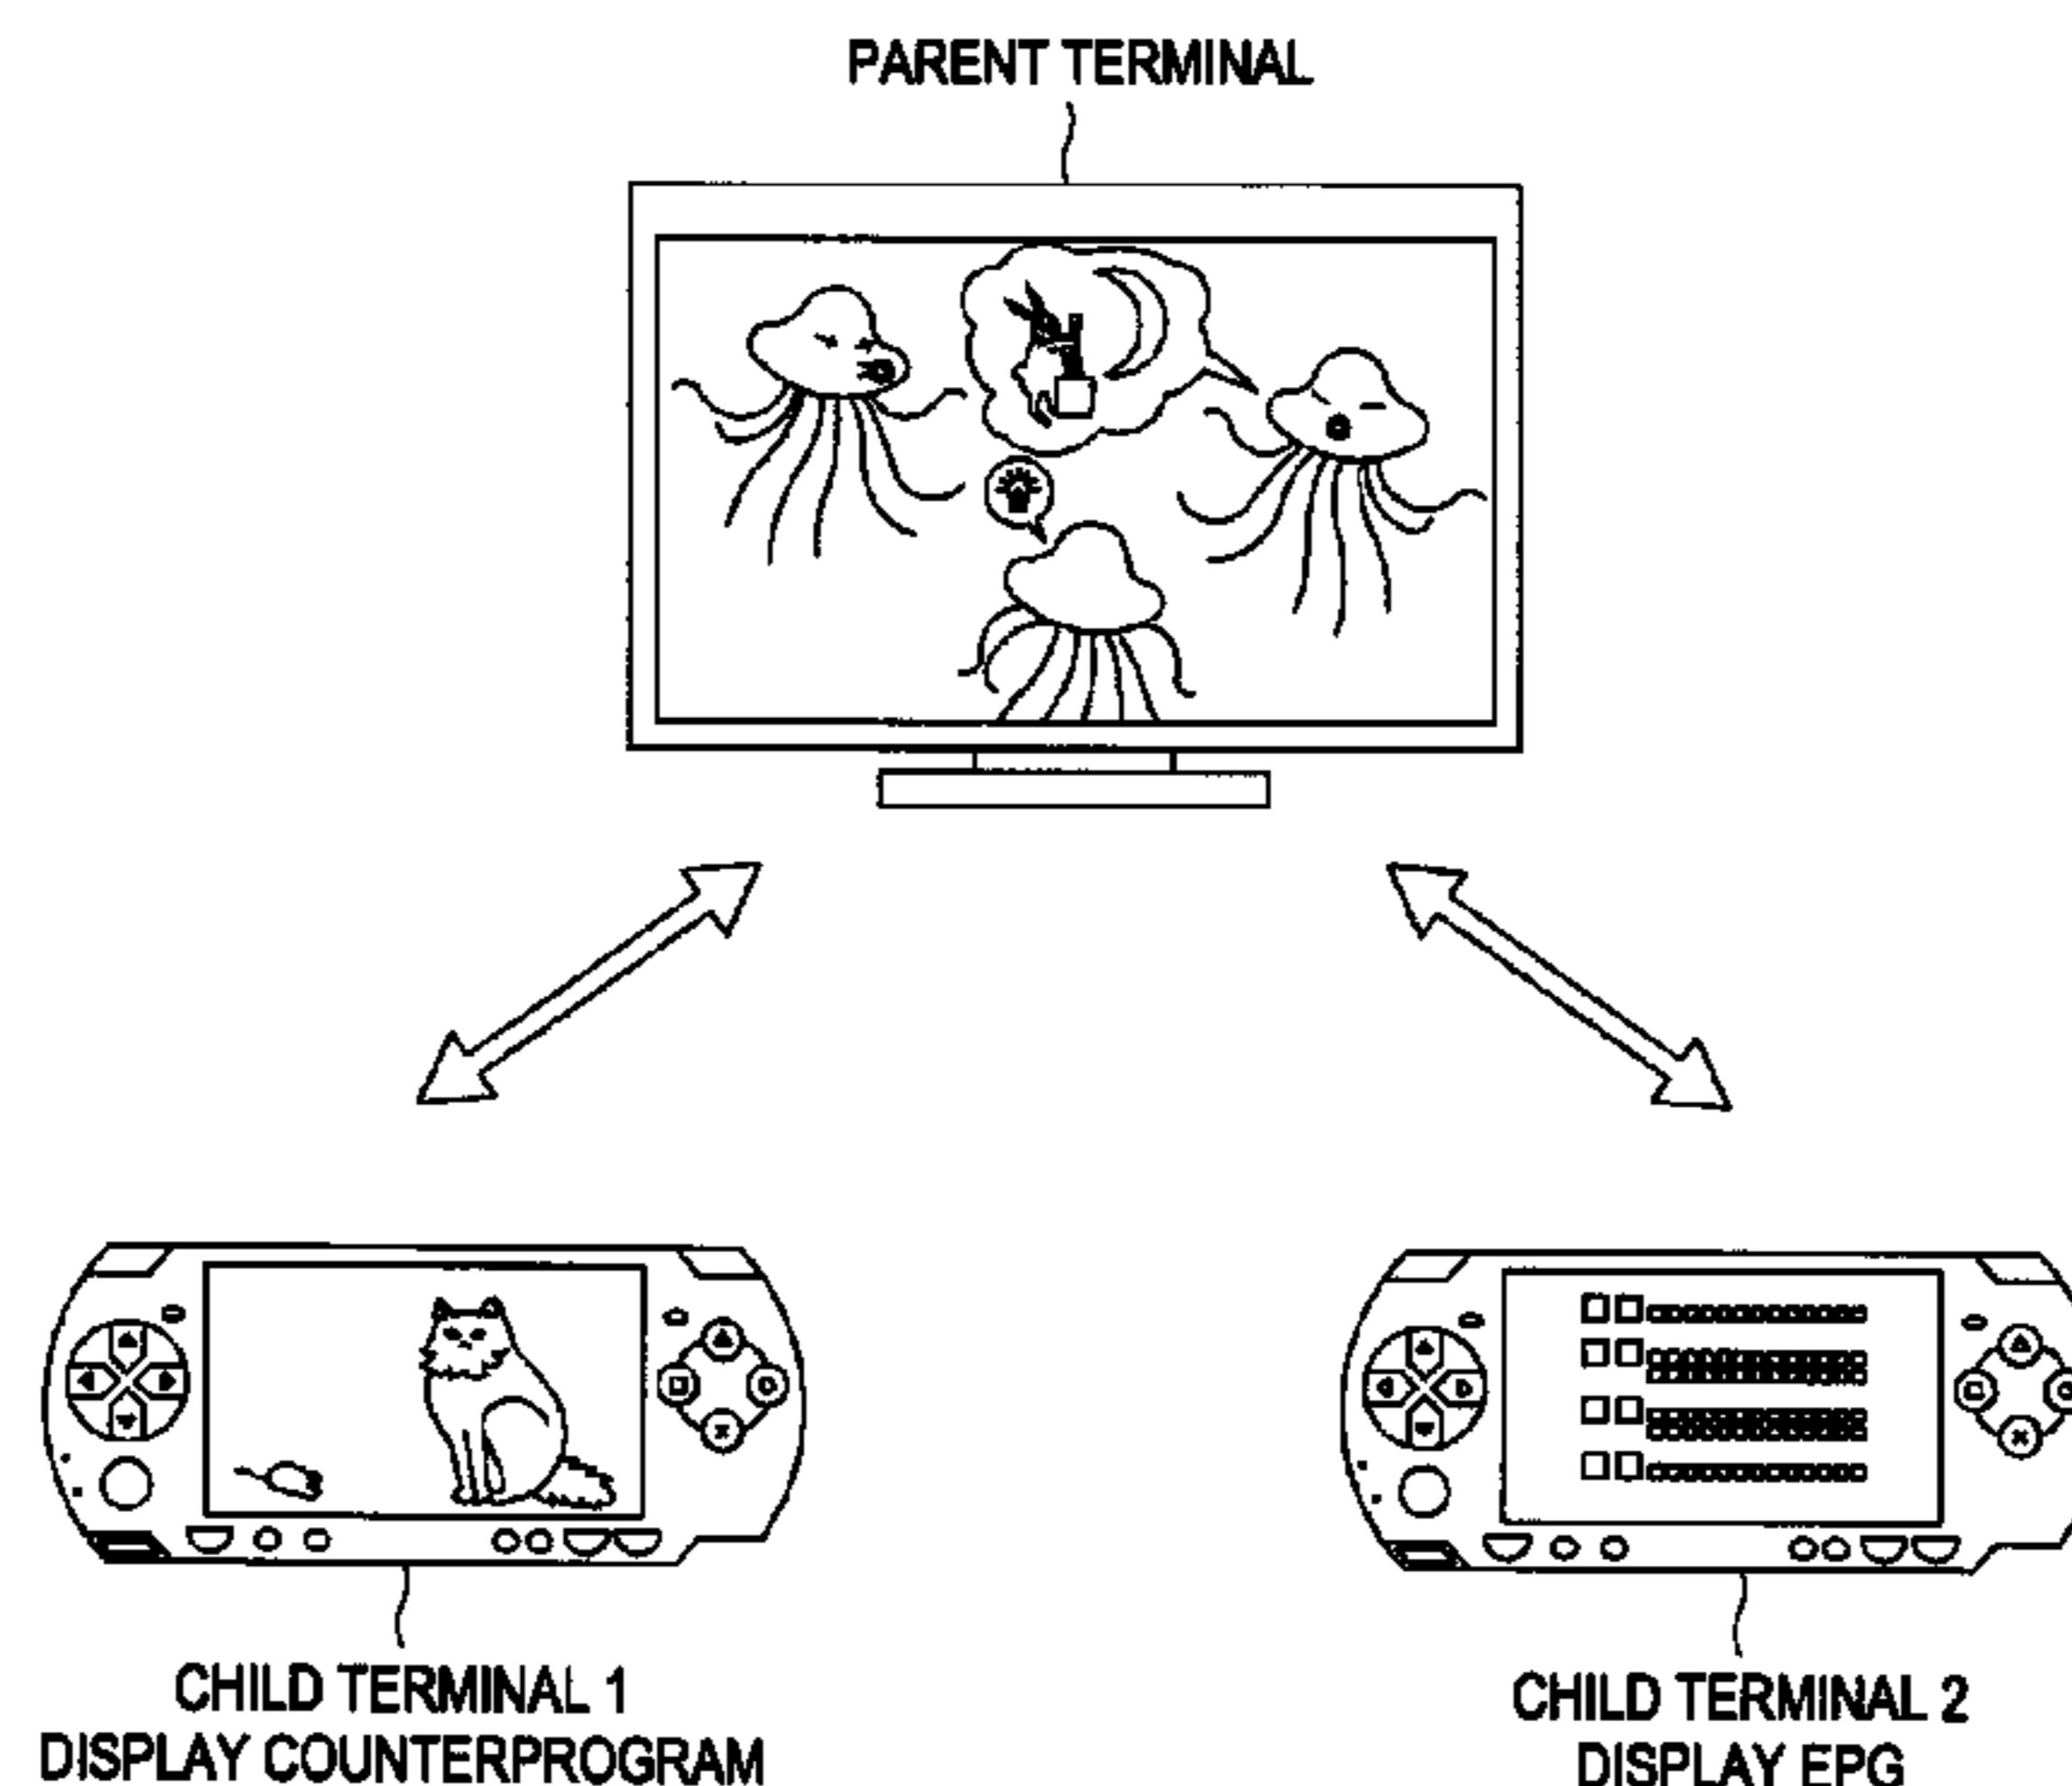 PARENT TERMINAL
CHILD TERMINAL 1
DISPLAY COUNTERPROGRAM
CHILD TERMINAL 2
DISPLAY EPG